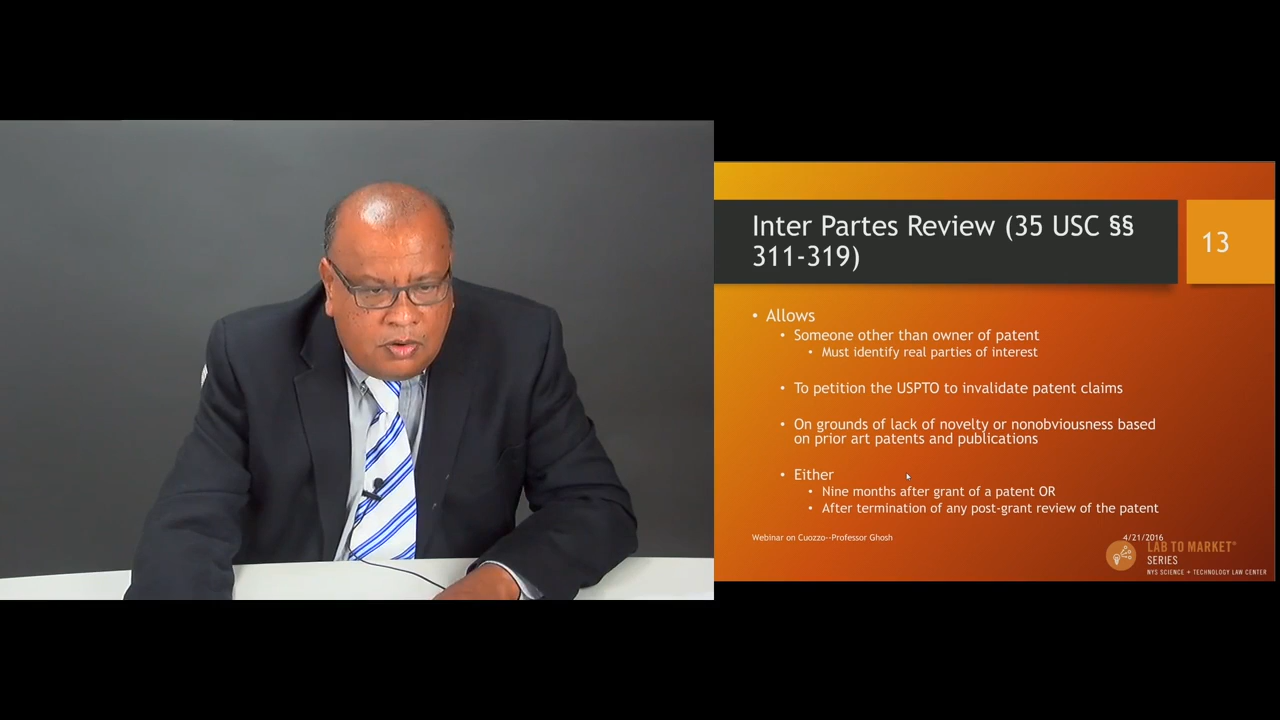 Inter Partes Review (35 USC §§
311-319)
13
• Allows
• Someone other than owner of patent
• Must identify real parties of interest
• To petition the USPTO to invalidate patent claims
• On grounds of lack of novelty or nonobviousness based
on prior art patents and publications
• Either
• Nine months after grant of a patent OR
• After termination of any post-grant review of the patent
Webinar on Cuozzo--Professor Ghosh
4/21/2016
LAB TO MARKET®
SERIES
NYS SCIENCE + TECHNOLOGY LAW CENTER